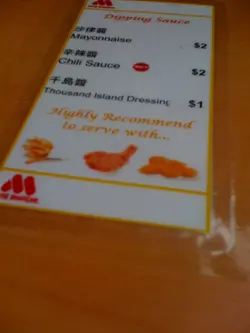 Dipping Sauce
沙律醬
Mayonnaise $2
辛辣醬
Chili Sauce $2
千島醬
Thousand Island Dressing $1
Highly Recommend
to serve with...